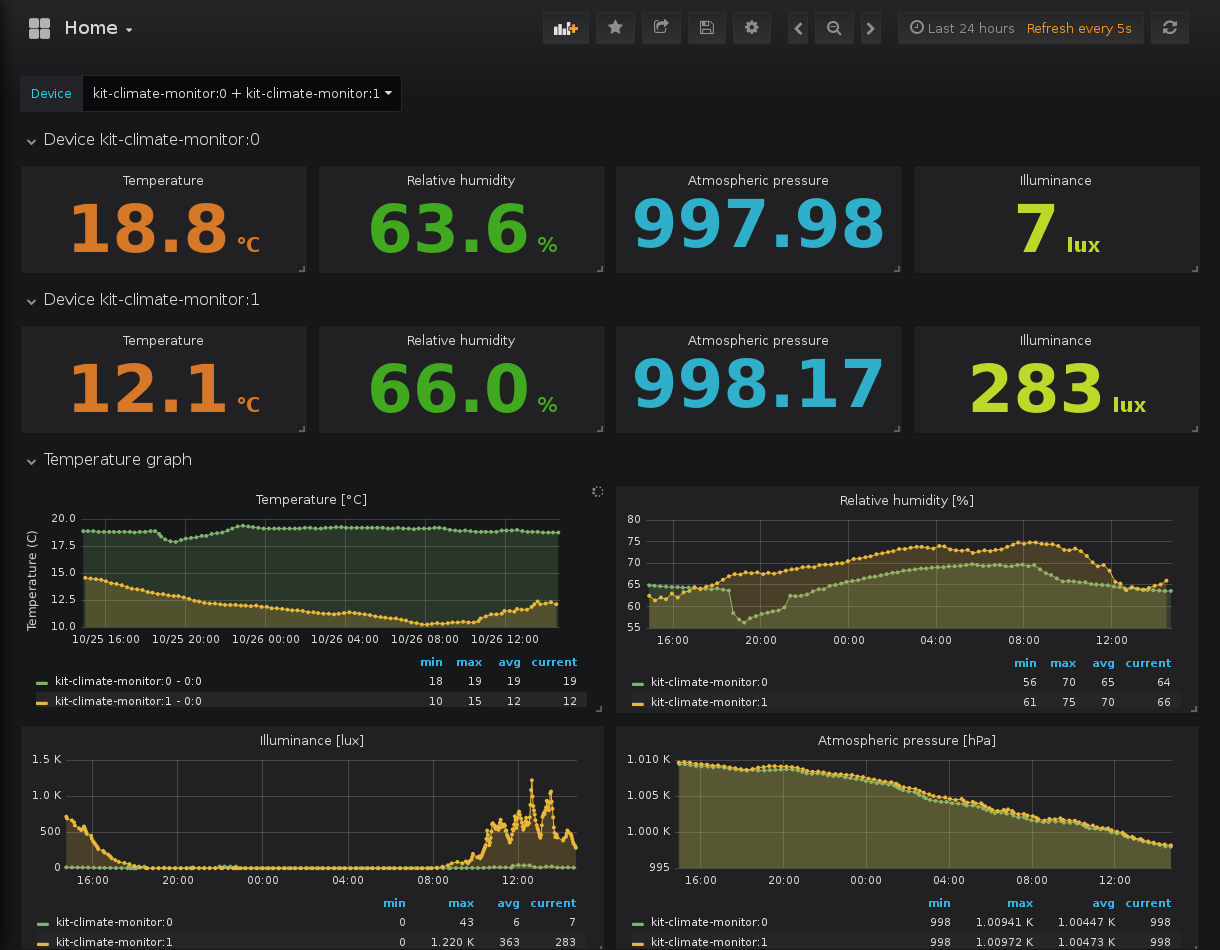 Home
Last 24 hours Refresh every 5s
Device kit-climate-monitor:0 + kit-climate-monitor:1
Device kit-climate-monitor:0
Temperature Relative humidity Atmospheric pressure Illuminance
18.8 °C 63.6 % 997.98 7 lux
Device kit-climate-monitor:1
Temperature Relative humidity Atmospheric pressure Illuminance
12.1 °C 66.0 % 998.17 283 lux
Temperature graph
Temperature [°C]
Temperature (C)
20.0
17.5
15.0
12.5
10.0
10/25 16:00 10/25 20:00 10/26 00:00 10/26 04:00 10/26 08:00 10/26 12:00
min max avg current
kit-climate-monitor:0 - 0:0 18 19 19 19
kit-climate-monitor:1 - 0:0 10 15 12 12
Relative humidity [%]
80
75
70
65
60
55
16:00 20:00 00:00 04:00 08:00 12:00
min max avg current
kit-climate-monitor:0 56 70 65 64
kit-climate-monitor:1 61 75 70 66
Illuminance [lux]
1.5 K
1.0 K
500
0
16:00 20:00 00:00 04:00 08:00 12:00
min max avg current
kit-climate-monitor:0 0 43 6 7
kit-climate-monitor:1 0 1.220 K 363 283
Atmospheric pressure [hPa]
1.010 K
1.005 K
1.000 K
995
16:00 20:00 00:00 04:00 08:00 12:00
min max avg current
kit-climate-monitor:0 998 1.00941 K 1.00447 K 998
kit-climate-monitor:1 998 1.00972 K 1.00473 K 998